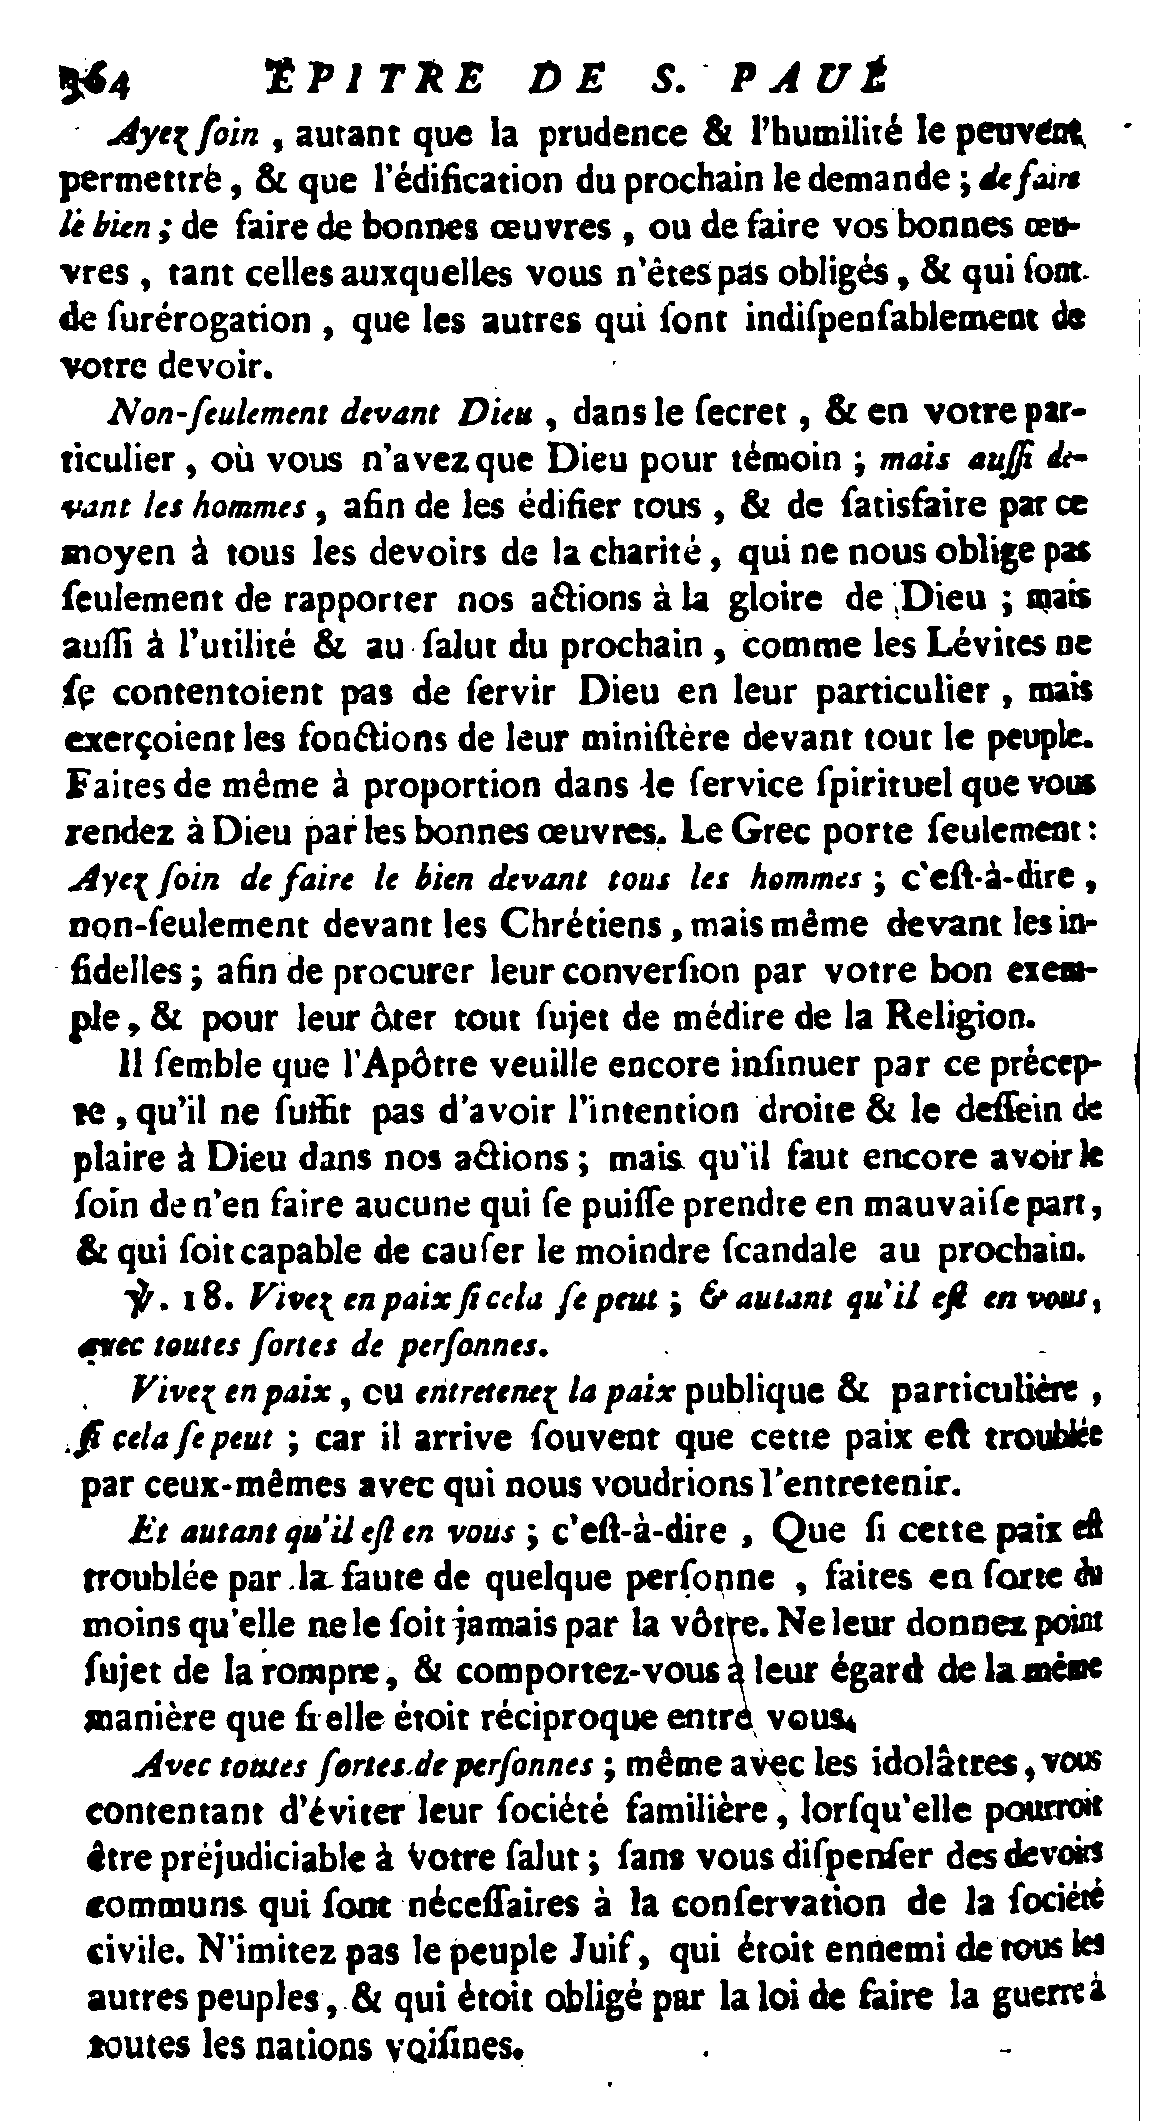 364 ÉPITRE DE S. PAUL
Ayez ſoin, autant que la prudence & l'humilité le peuvent
permettre, & que l'édification du prochain le demande; de faire
le bien; de faire de bonnes œuvres, ou de faire vos bonnes œu-
vres, tant celles auxquelles vous n'êtes pas obligés, & qui ſont
de ſurérogation, que les autres qui ſont indiſpenſablement de
votre devoir.
Non-ſeulement devant Dieu, dans le ſecret, & en votre par-
ticulier, où vous n'avez que Dieu pour témoin; mais auſſi de-
vant les hommes, afin de les édifier tous, & de ſatisfaire par ce
moyen à tous les devoirs de la charité, qui ne nous oblige pas
ſeulement de rapporter nos actions à la gloire de Dieu; mais
auſſi à l'utilité & au ſalut du prochain, comme les Lévites ne
ſe contentoient pas de ſervir Dieu en leur particulier, mais
exerçoient les fonctions de leur miniſtère devant tout le peuple.
Faites de même à proportion dans le ſervice ſpirituel que vous
rendez à Dieu par les bonnes œuvres. Le Grec porte ſeulement:
Ayez ſoin de faire le bien devant tous les hommes; c'eſt-à-dire,
non-ſeulement devant les Chrétiens, mais même devant les in-
fidelles; afin de procurer leur converſion par votre bon exem-
ple, & pour leur ôter tout ſujet de médire de la Religion.
Il ſemble que l'Apôtre veuille encore inſinuer par ce précep-
te, qu'il ne ſuffit pas d'avoir l'intention droite & le deſſein de
plaire à Dieu dans nos actions; mais qu'il faut encore avoir le
ſoin de n'en faire aucune qui ſe puiſſe prendre en mauvaiſe part,
& qui ſoit capable de cauſer le moindre ſcandale au prochain.
℣. 18. Vivez en paix ſi cela ſe peut; & autant qu'il eſt en vous,
avec toutes ſortes de perſonnes.
Vivez en paix, cu entretenez la paix publique & particulière,
ſi cela ſe peut; car il arrive ſouvent que cette paix eſt troublée
par ceux-mêmes avec qui nous voudrions l'entretenir.
Et autant qu'il eſt en vous; c'eſt-à-dire, Que ſi cette paix eſt
troublée par la faute de quelque perſonne, faites en ſorte du
moins qu'elle ne le ſoit jamais par la vôtre. Ne leur donnez point
ſujet de la rompre, & comportez-vous à leur égard de la même
manière que ſi elle étoit réciproque entre vous.
Avec toutes ſortes de perſonnes; même avec les idolâtres, vous
contentant d'éviter leur ſociété familière, lorſqu'elle pourroit
être préjudiciable à votre ſalut; ſans vous diſpenſer des devoirs
communs qui ſont néceſſaires à la conſervation de la ſociété
civile. N'imitez pas le peuple Juif, qui étoit ennemi de tous les
autres peuples, & qui étoit obligé par la loi de faire la guerre à
toutes les nations voiſines.